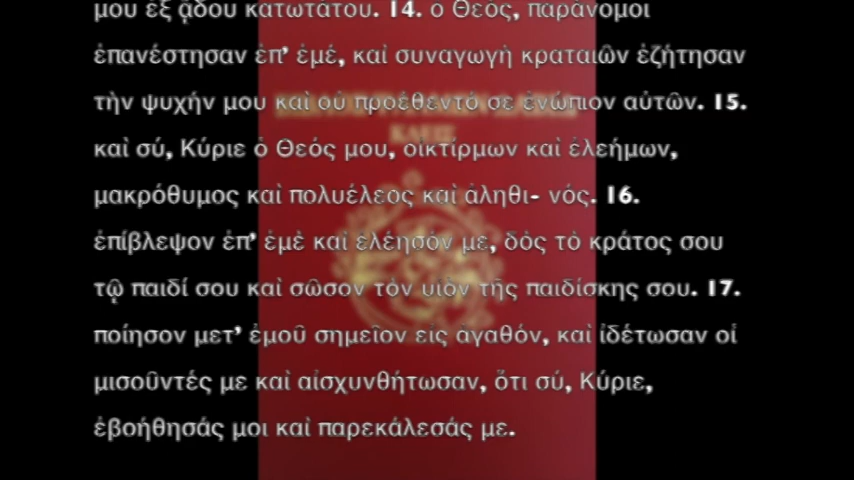 μου ἐξ ᾅδου κατωτάτου. 14. ὁ Θεός, παράνομοι
ἐπανέστησαν ἐπ' ἐμέ, καὶ συναγωγὴ κραταιῶν ἐζήτησαν
τὴν ψυχήν μου καὶ οὐ προέθεντό σε ἐνώπιον αὐτῶν. 15.
καὶ σύ, Κύριε ὁ Θεός μου, οἰκτίρμων καὶ ἐλεήμων,
μακρόθυμος καὶ πολυέλεος καὶ ἀληθι- νός. 16.
ἐπίβλεψον ἐπ' ἐμὲ καὶ ἐλέησόν με, δὸς τὸ κράτος σου
τῷ παιδί σου καὶ σῶσον τὸν υἱὸν τῆς παιδίσκης σου. 17.
ποίησον μετ' ἐμοῦ σημεῖον εἰς ἀγαθόν, καὶ ἰδέτωσαν οἱ
μισοῦντές με καὶ αἰσχυνθήτωσαν, ὅτι σύ, Κύριε,
ἐβοήθησάς μοι καὶ παρεκάλεσάς με.